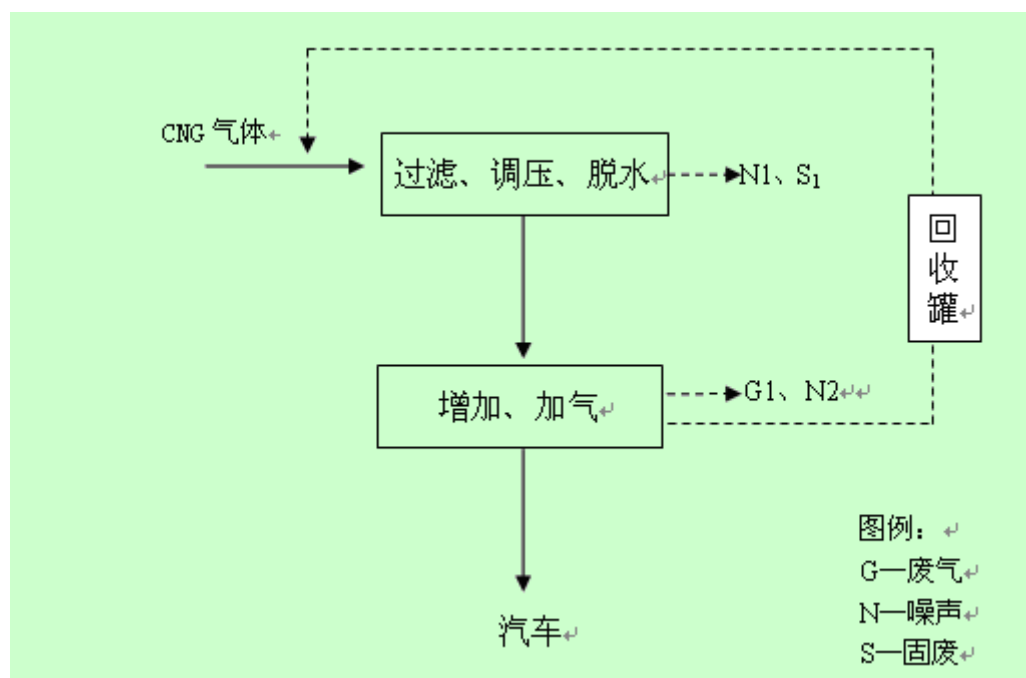 CNG 气体
过滤、调压、脱水
N1、S₁
回
收
罐
增加、加气
G1、N2
汽车
图例：
G—废气
N—噪声
S—固废